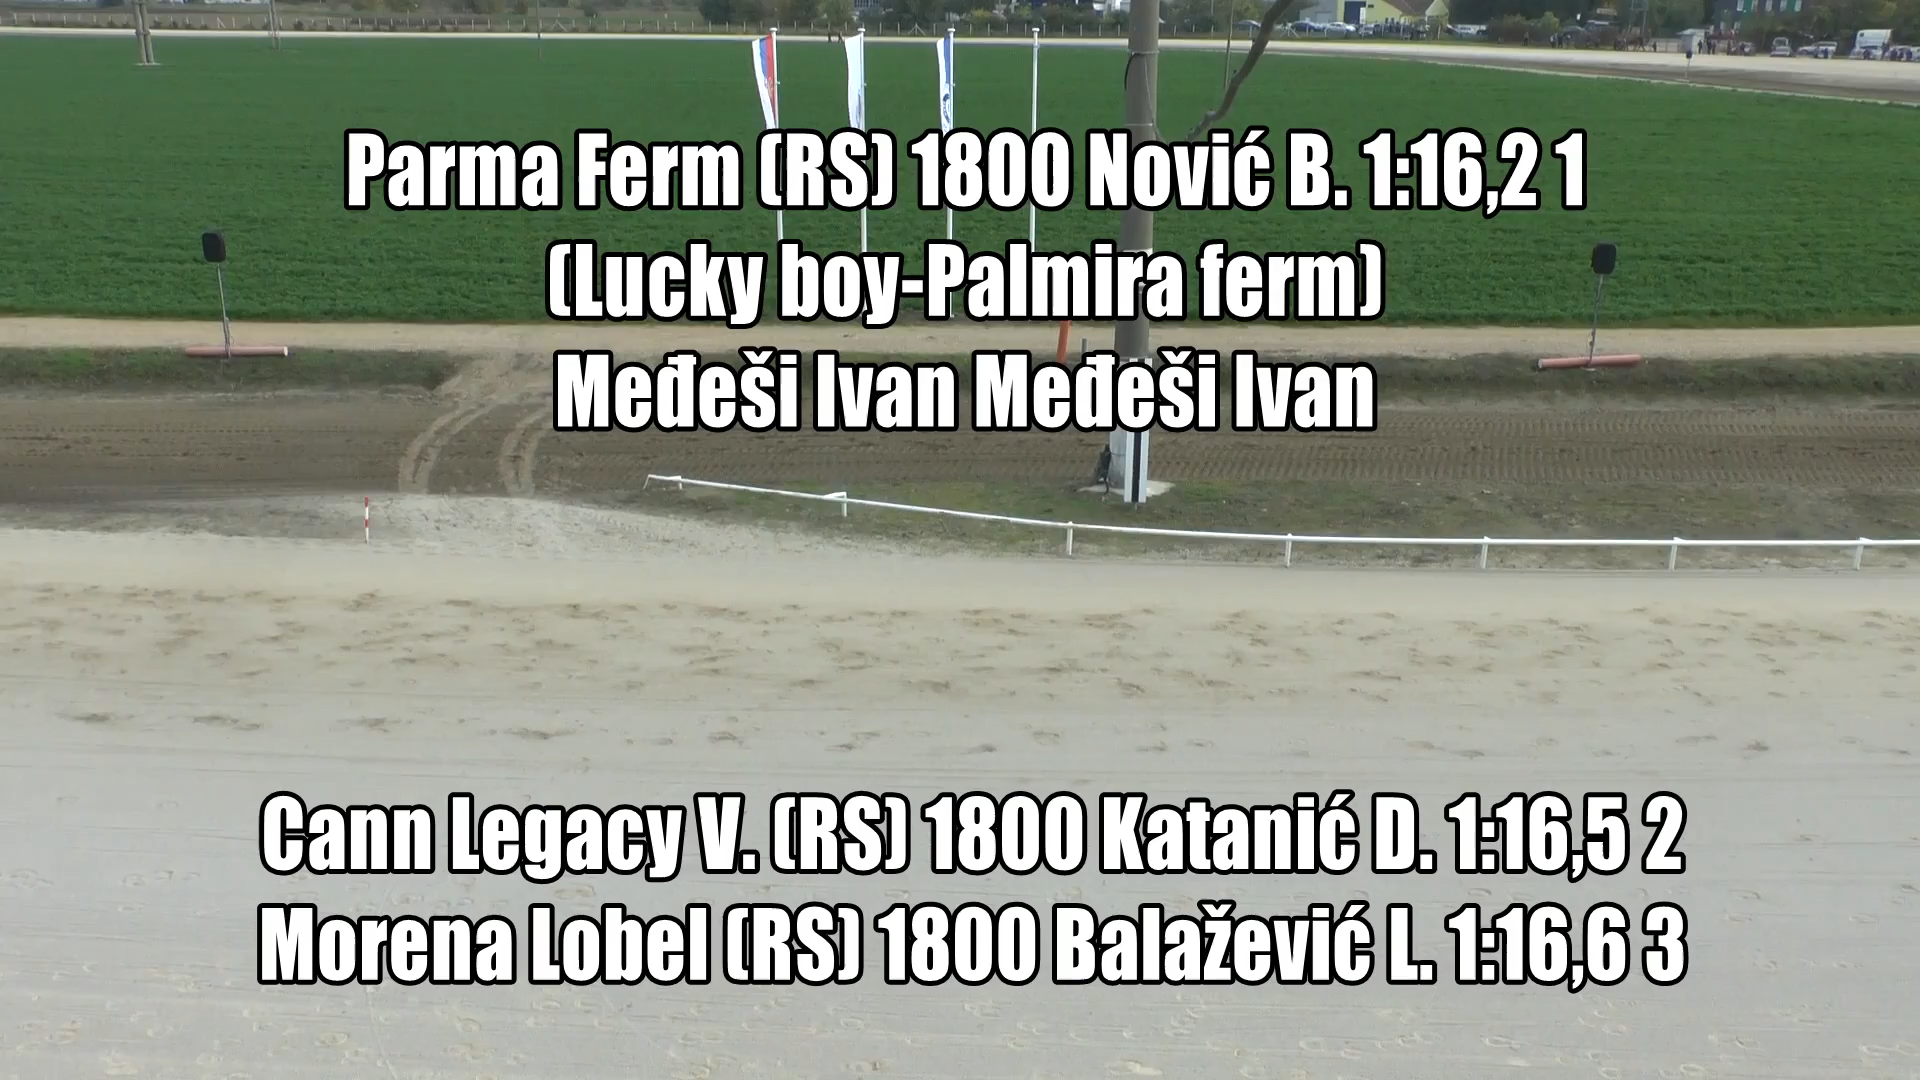 Parma Ferm (RS) 1800 Nović B. 1:16,2 1
(Lucky boy-Palmira ferm)
Međeši Ivan Međeši Ivan
Cann Legacy V. (RS) 1800 Katanić D. 1:16,5 2
Morena Lobel (RS) 1800 Balažević L. 1:16,6 3